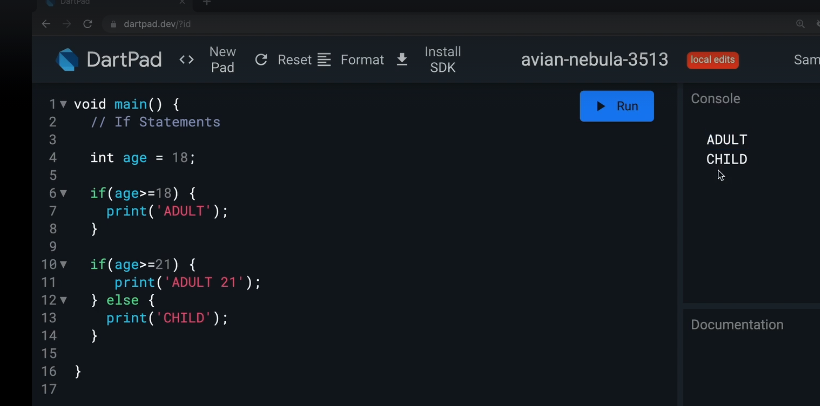 DartPad
dartpad.dev/?id
DartPad
<>
New Pad
Reset
Format
Install SDK
avian-nebula-3513
local edits
Sam
1 void main() {
2 // If Statements
3
4 int age = 18;
5
6 if(age>=18) {
7 print('ADULT');
8 }
9
10 if(age>=21) {
11 print('ADULT 21');
12 } else {
13 print('CHILD');
14 }
15
16 }
17
Run
Console
ADULT
CHILD
Documentation